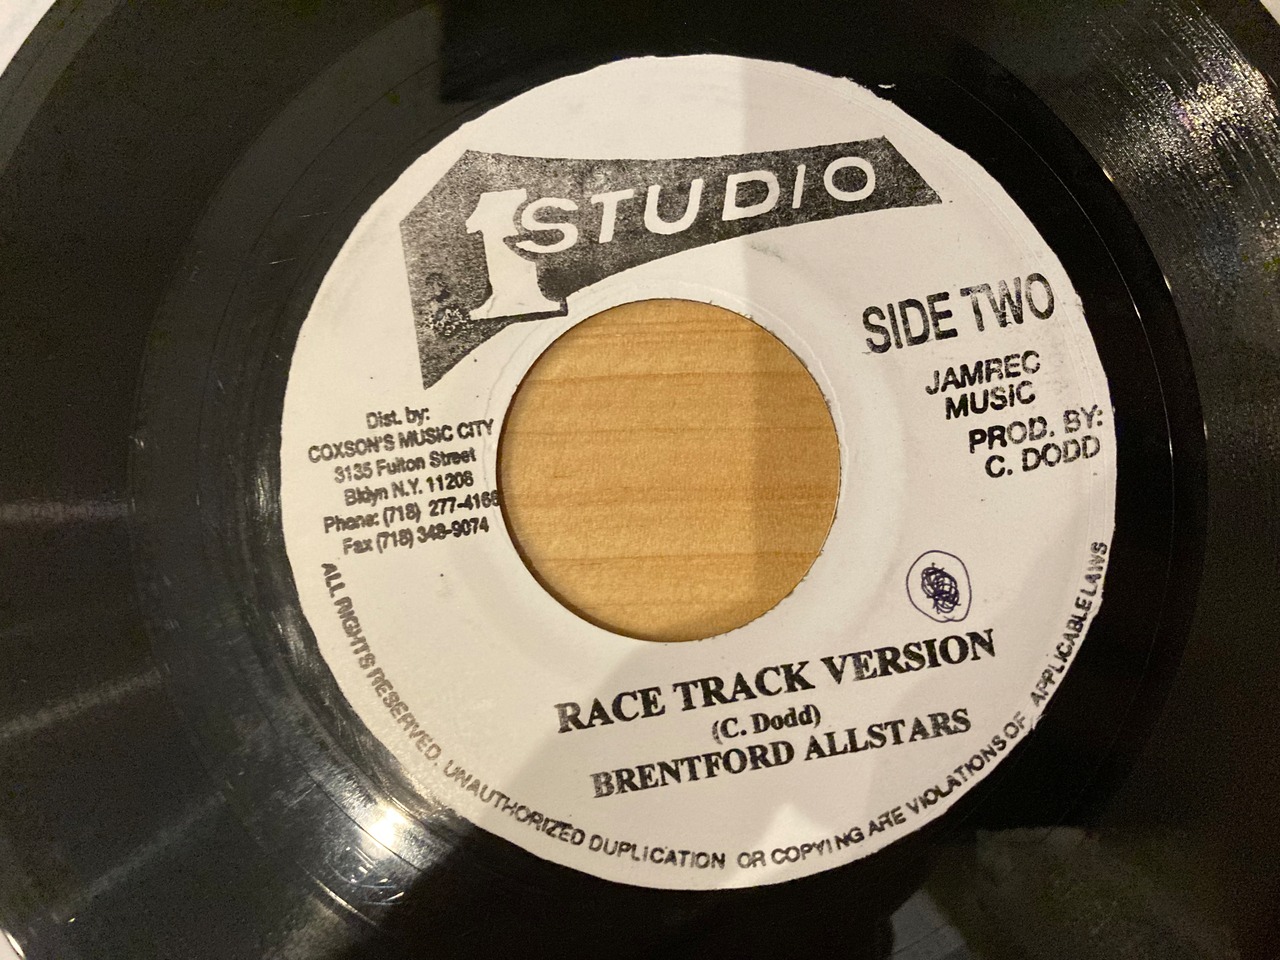 1 STUDIO
SIDE TWO
JAMREC
MUSIC
PROD. BY:
C. DODD
Dist. by:
COXSON'S MUSIC CITY
3135 Fulton Street
Bklyn N.Y. 11208
Phone: (718) 277-4166
Fax (718) 348-9074
RACE TRACK VERSION
(C. Dodd)
BRENTFORD ALLSTARS
ALL RIGHTS RESERVED. UNAUTHORIZED DUPLICATION OR COPYING ARE VIOLATIONS OF APPLICABLE LAWS